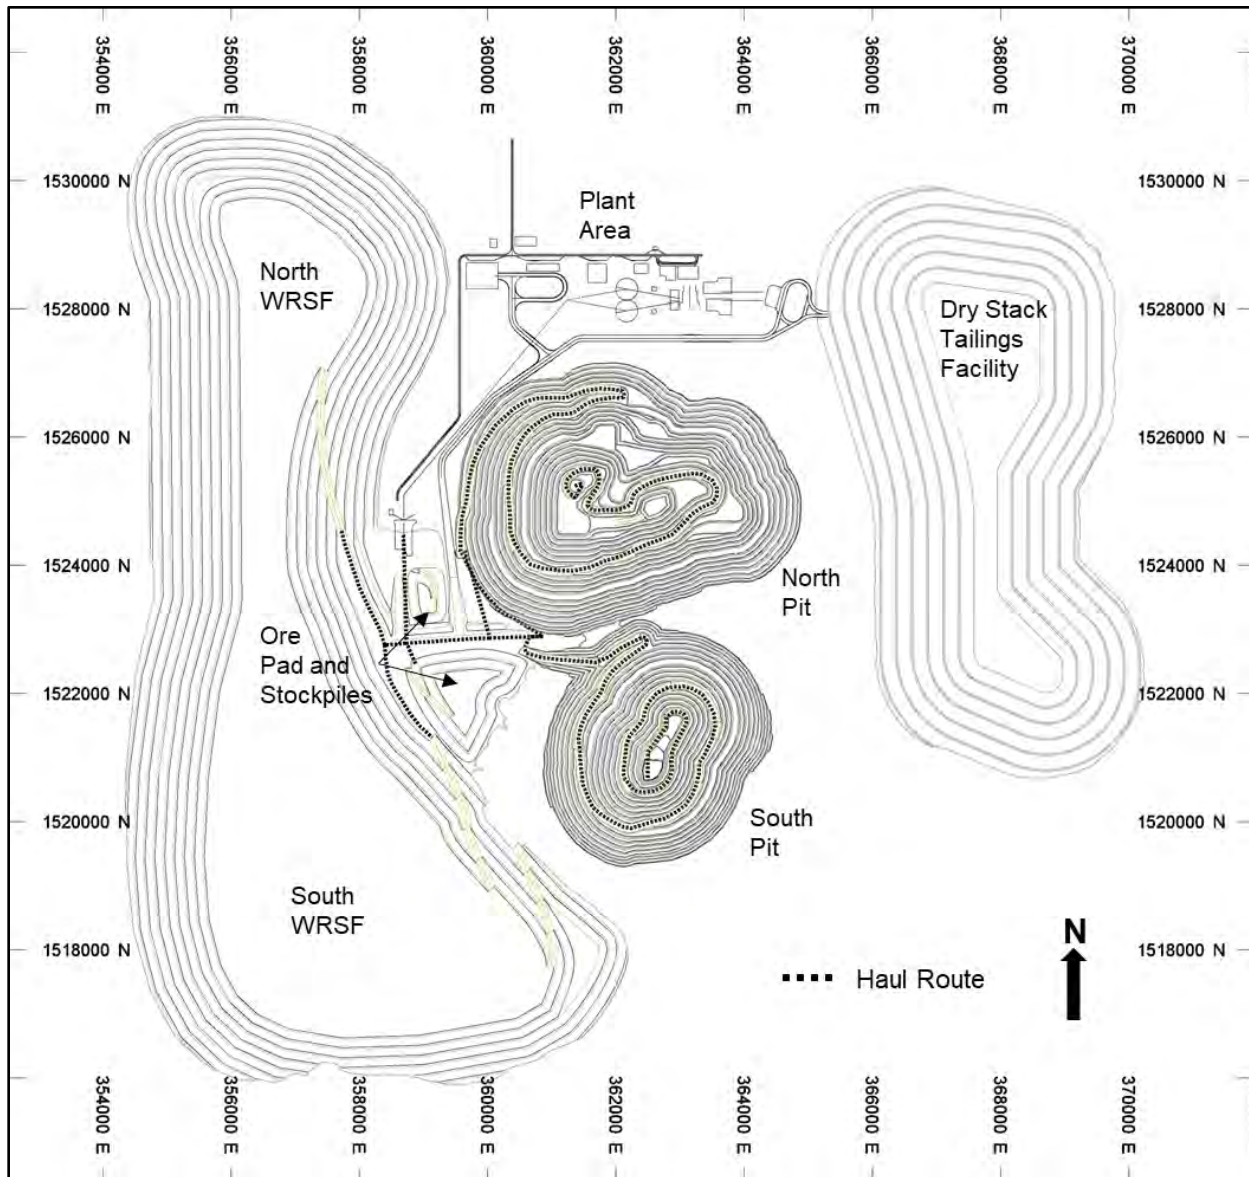 354000 E
356000 E
358000 E
360000 E
362000 E
364000 E
366000 E
368000 E
370000 E
1530000 N
1530000 N
Plant
Area
North
WRSF
1528000 N
1528000 N
Dry Stack
Tailings
Facility
1526000 N
1526000 N
1524000 N
1524000 N
North
Pit
Ore
Pad and
Stockpiles
1522000 N
1522000 N
1520000 N
1520000 N
South
Pit
South
WRSF
1518000 N
1518000 N
N
Haul Route
354000 E
356000 E
358000 E
360000 E
362000 E
364000 E
366000 E
368000 E
370000 E